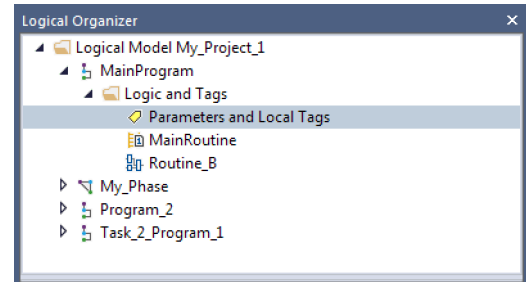 Logical Organizer
Logical Model My_Project_1
MainProgram
Logic and Tags
Parameters and Local Tags
MainRoutine
Routine_B
My_Phase
Program_2
Task_2_Program_1